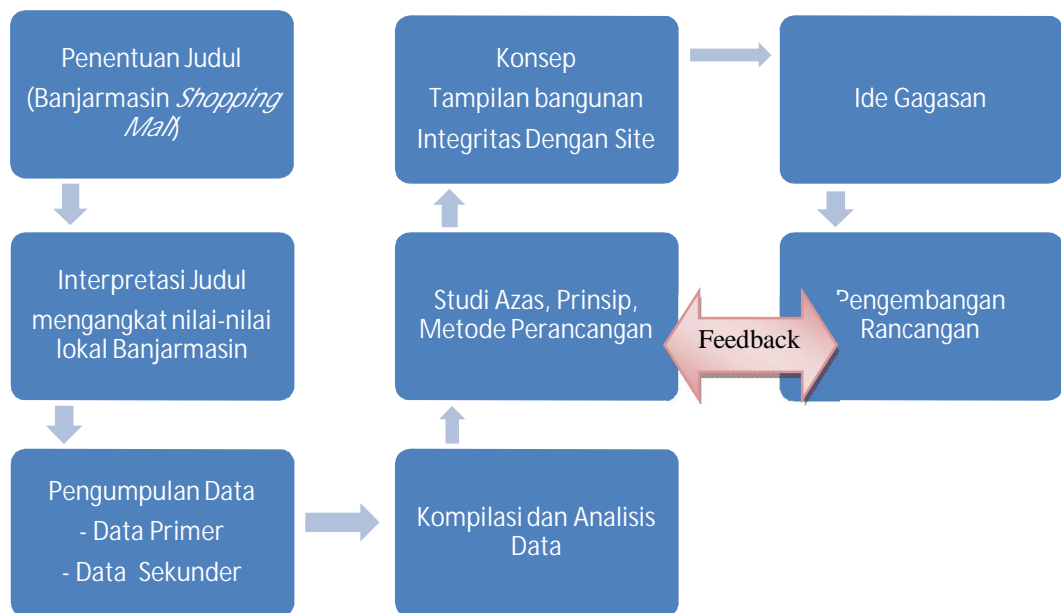 Penentuan Judul
(Banjarmasin Shopping
Mall)
Interpretasi Judul
mengangkat nilai-nilai
lokal Banjarmasin
Pengumpulan Data
- Data Primer
- Data Sekunder
Kompilasi dan Analisis
Data
Studi Azas, Prinsip,
Metode Perancangan
Konsep
Tampilan bangunan
Integritas Dengan Site
Ide Gagasan
Pengembangan
Rancangan
Feedback